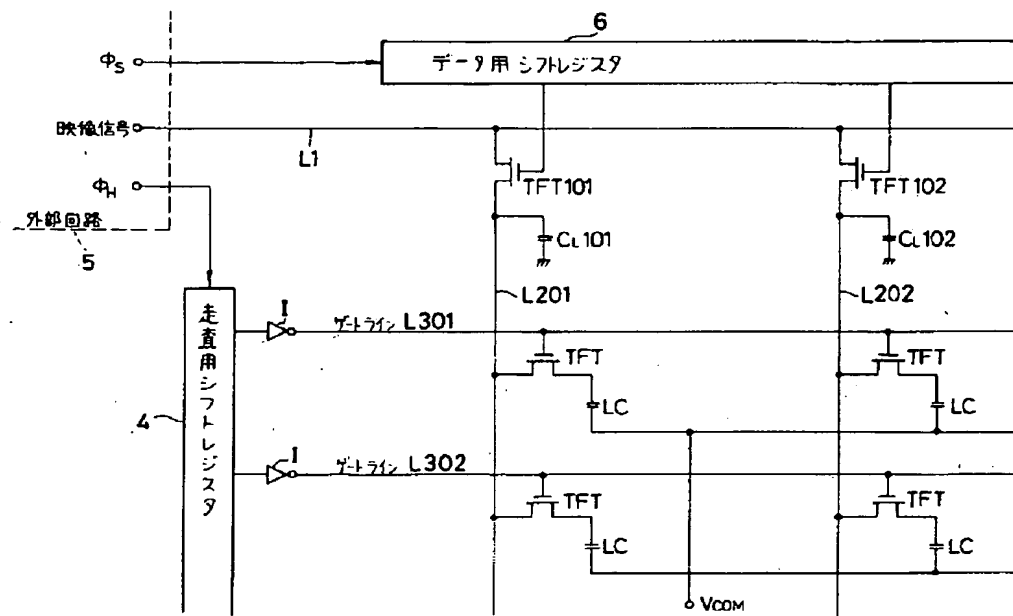 6
ΦS
データ用 シフトレジスタ
映像信号
L1
ΦH
TFT101
TFT102
外部回路
5
CL101
CL102
L201
L202
走査用シフトレジスタ
4
I
ゲートライン L301
TFT
TFT
LC
LC
I
ゲートライン L302
TFT
TFT
LC
LC
VCOM